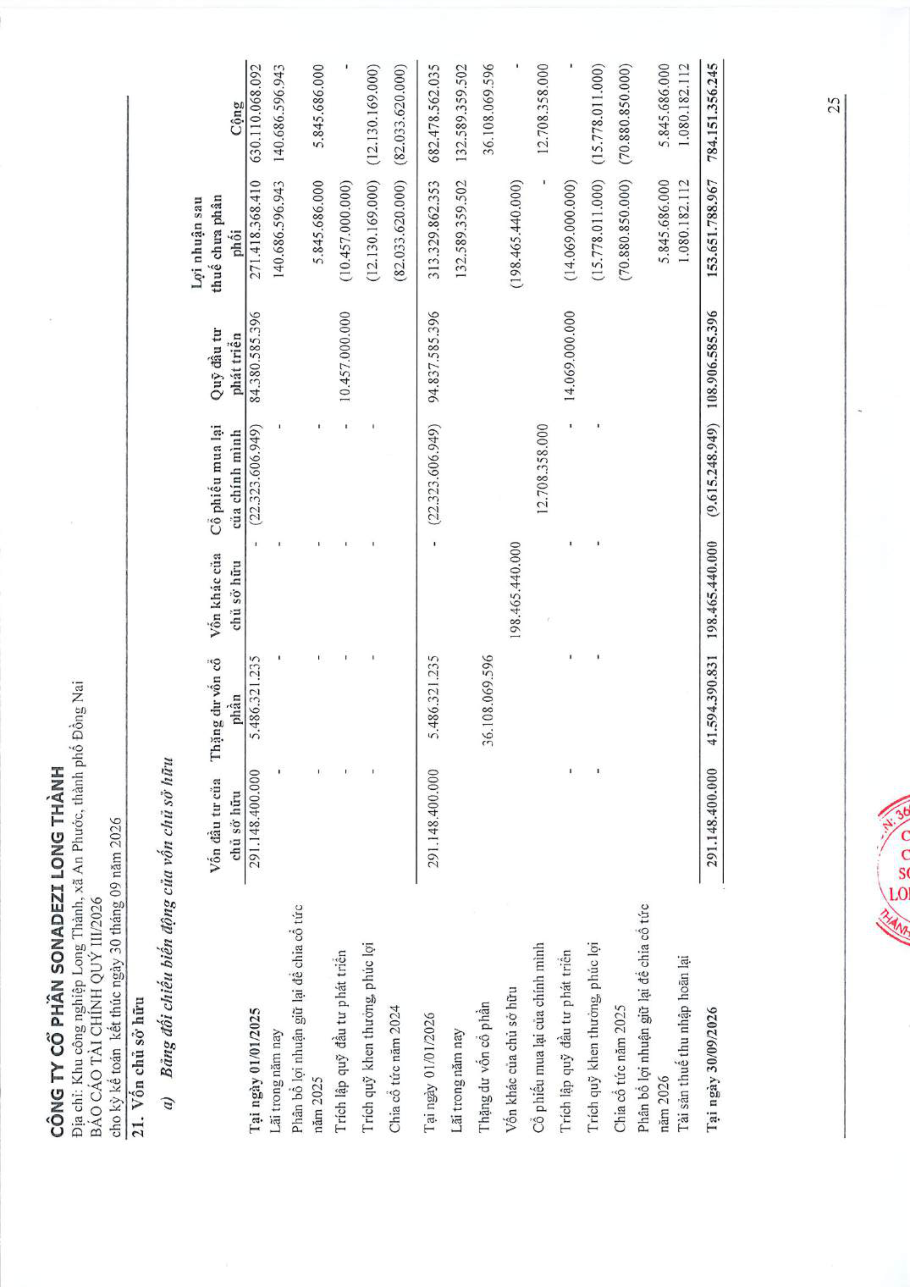 CÔNG TY CỔ PHẦN SONADEZI LONG THÀNH
Địa chỉ: Khu công nghiệp Long Thành, xã An Phước, thành phố Đồng Nai
BÁO CÁO TÀI CHÍNH QUÝ III/2026
cho kỳ kế toán kết thúc ngày 30 tháng 09 năm 2026
21. Vốn chủ sở hữu
a) Bảng đối chiếu biến động của vốn chủ sở hữu
Vốn đầu tư của chủ sở hữu Thặng dư vốn cổ phần Vốn khác của chủ sở hữu Cổ phiếu mua lại của chính mình Quỹ đầu tư phát triển Lợi nhuận sau thuế chưa phân phối Cộng
Tại ngày 01/01/2025 291.148.400.000 5.486.321.235 - (22.323.606.949) 84.380.585.396 271.418.368.410 630.110.068.092
Lãi trong năm nay - - - - 140.686.596.943 140.686.596.943
Phân bổ lợi nhuận giữ lại để chia cổ tức
năm 2025 - - - - 5.845.686.000 5.845.686.000
Trích lập quỹ đầu tư phát triển - - - - 10.457.000.000 (10.457.000.000) -
Trích quỹ khen thưởng, phúc lợi - - - - (12.130.169.000) (12.130.169.000)
Chia cổ tức năm 2024 (82.033.620.000) (82.033.620.000)
Tại ngày 01/01/2026 291.148.400.000 5.486.321.235 - (22.323.606.949) 94.837.585.396 313.329.862.353 682.478.562.035
Lãi trong năm nay 132.589.359.502 132.589.359.502
Thặng dư vốn cổ phần 36.108.069.596 36.108.069.596
Vốn khác của chủ sở hữu 198.465.440.000 (198.465.440.000) -
Cổ phiếu mua lại của chính mình 12.708.358.000 - 12.708.358.000
Trích lập quỹ đầu tư phát triển - - - - 14.069.000.000 (14.069.000.000) -
Trích quỹ khen thưởng, phúc lợi - - - - (15.778.011.000) (15.778.011.000)
Chia cổ tức năm 2025 (70.880.850.000) (70.880.850.000)
Phân bổ lợi nhuận giữ lại để chia cổ tức
năm 2026 5.845.686.000 5.845.686.000
Tài sản thuế thu nhập hoãn lại 1.080.182.112 1.080.182.112
Tại ngày 30/09/2026 291.148.400.000 41.594.390.831 198.465.440.000 (9.615.248.949) 108.906.585.396 153.651.788.967 784.151.356.245
25